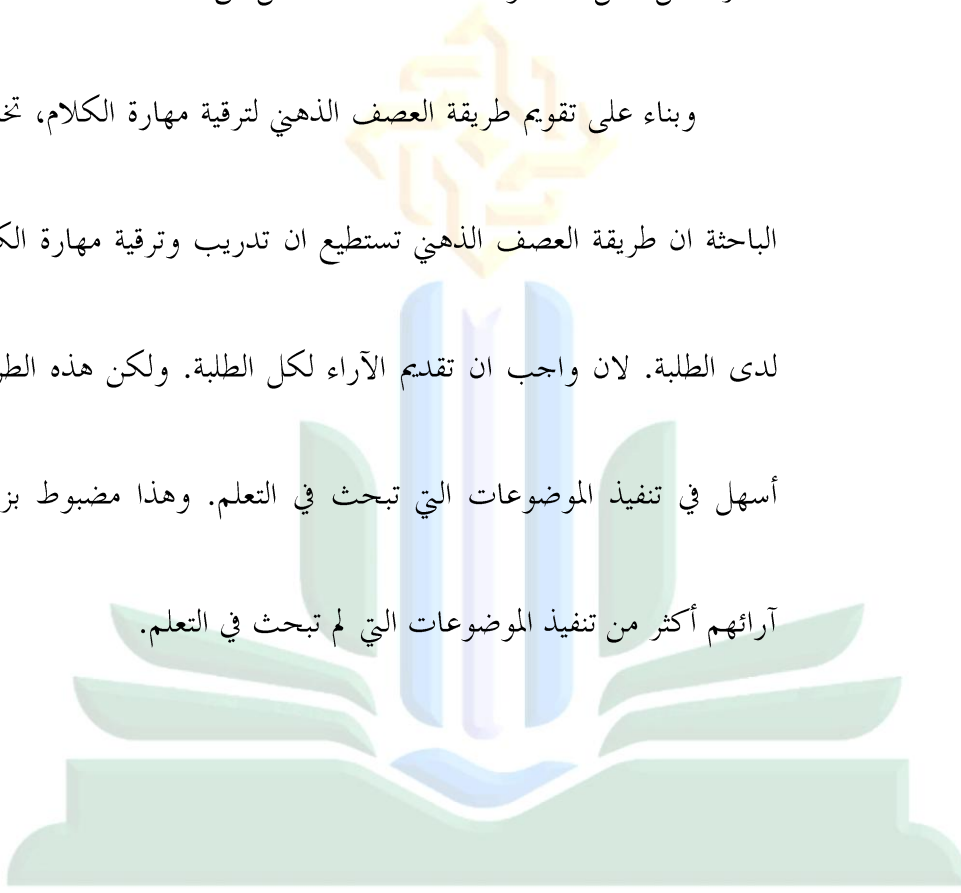 وبناء على تقويم طريقة العصف الذهني لترقية مهارة الكلام،
الباحثة ان طريقة العصف الذهني تستطيع ان تدريب وترقية مهارة
لدى الطلبة. لان واجب ان تقديم الآراء لكل الطلبة. ولكن هذه
أسهل في تنفيذ الموضوعات التي تبحث في التعلم. وهذا مضبوط
آرائهم أكثر من تنفيذ الموضوعات التي لم تبحث في التعلم.